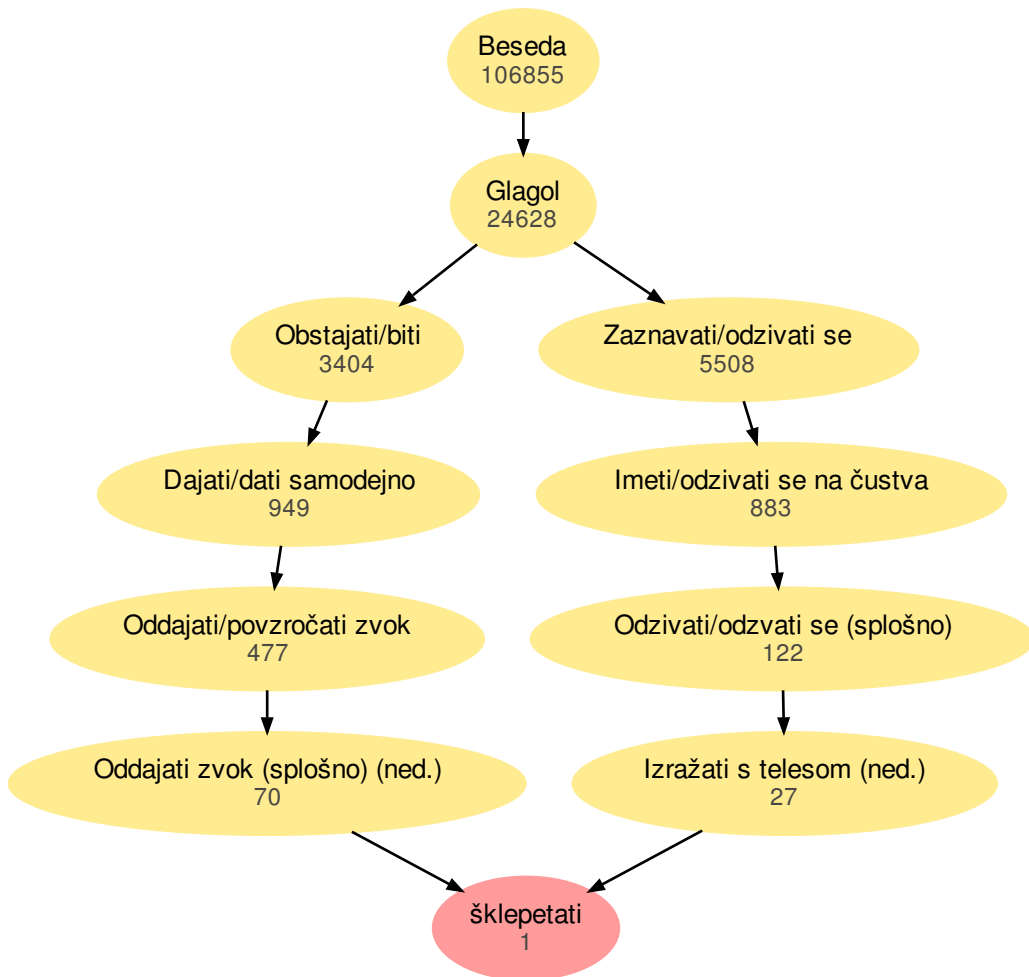 Beseda
106855
Glagol
24628
Obstajati/biti
3404
Zaznavati/odzivati se
5508
Dajati/dati samodejno
949
Imeti/odzivati se na čustva
883
Oddajati/povzročati zvok
477
Odzivati/odzvati se (splošno)
122
Oddajati zvok (splošno) (ned.)
70
Izražati s telesom (ned.)
27
šklepetati
1